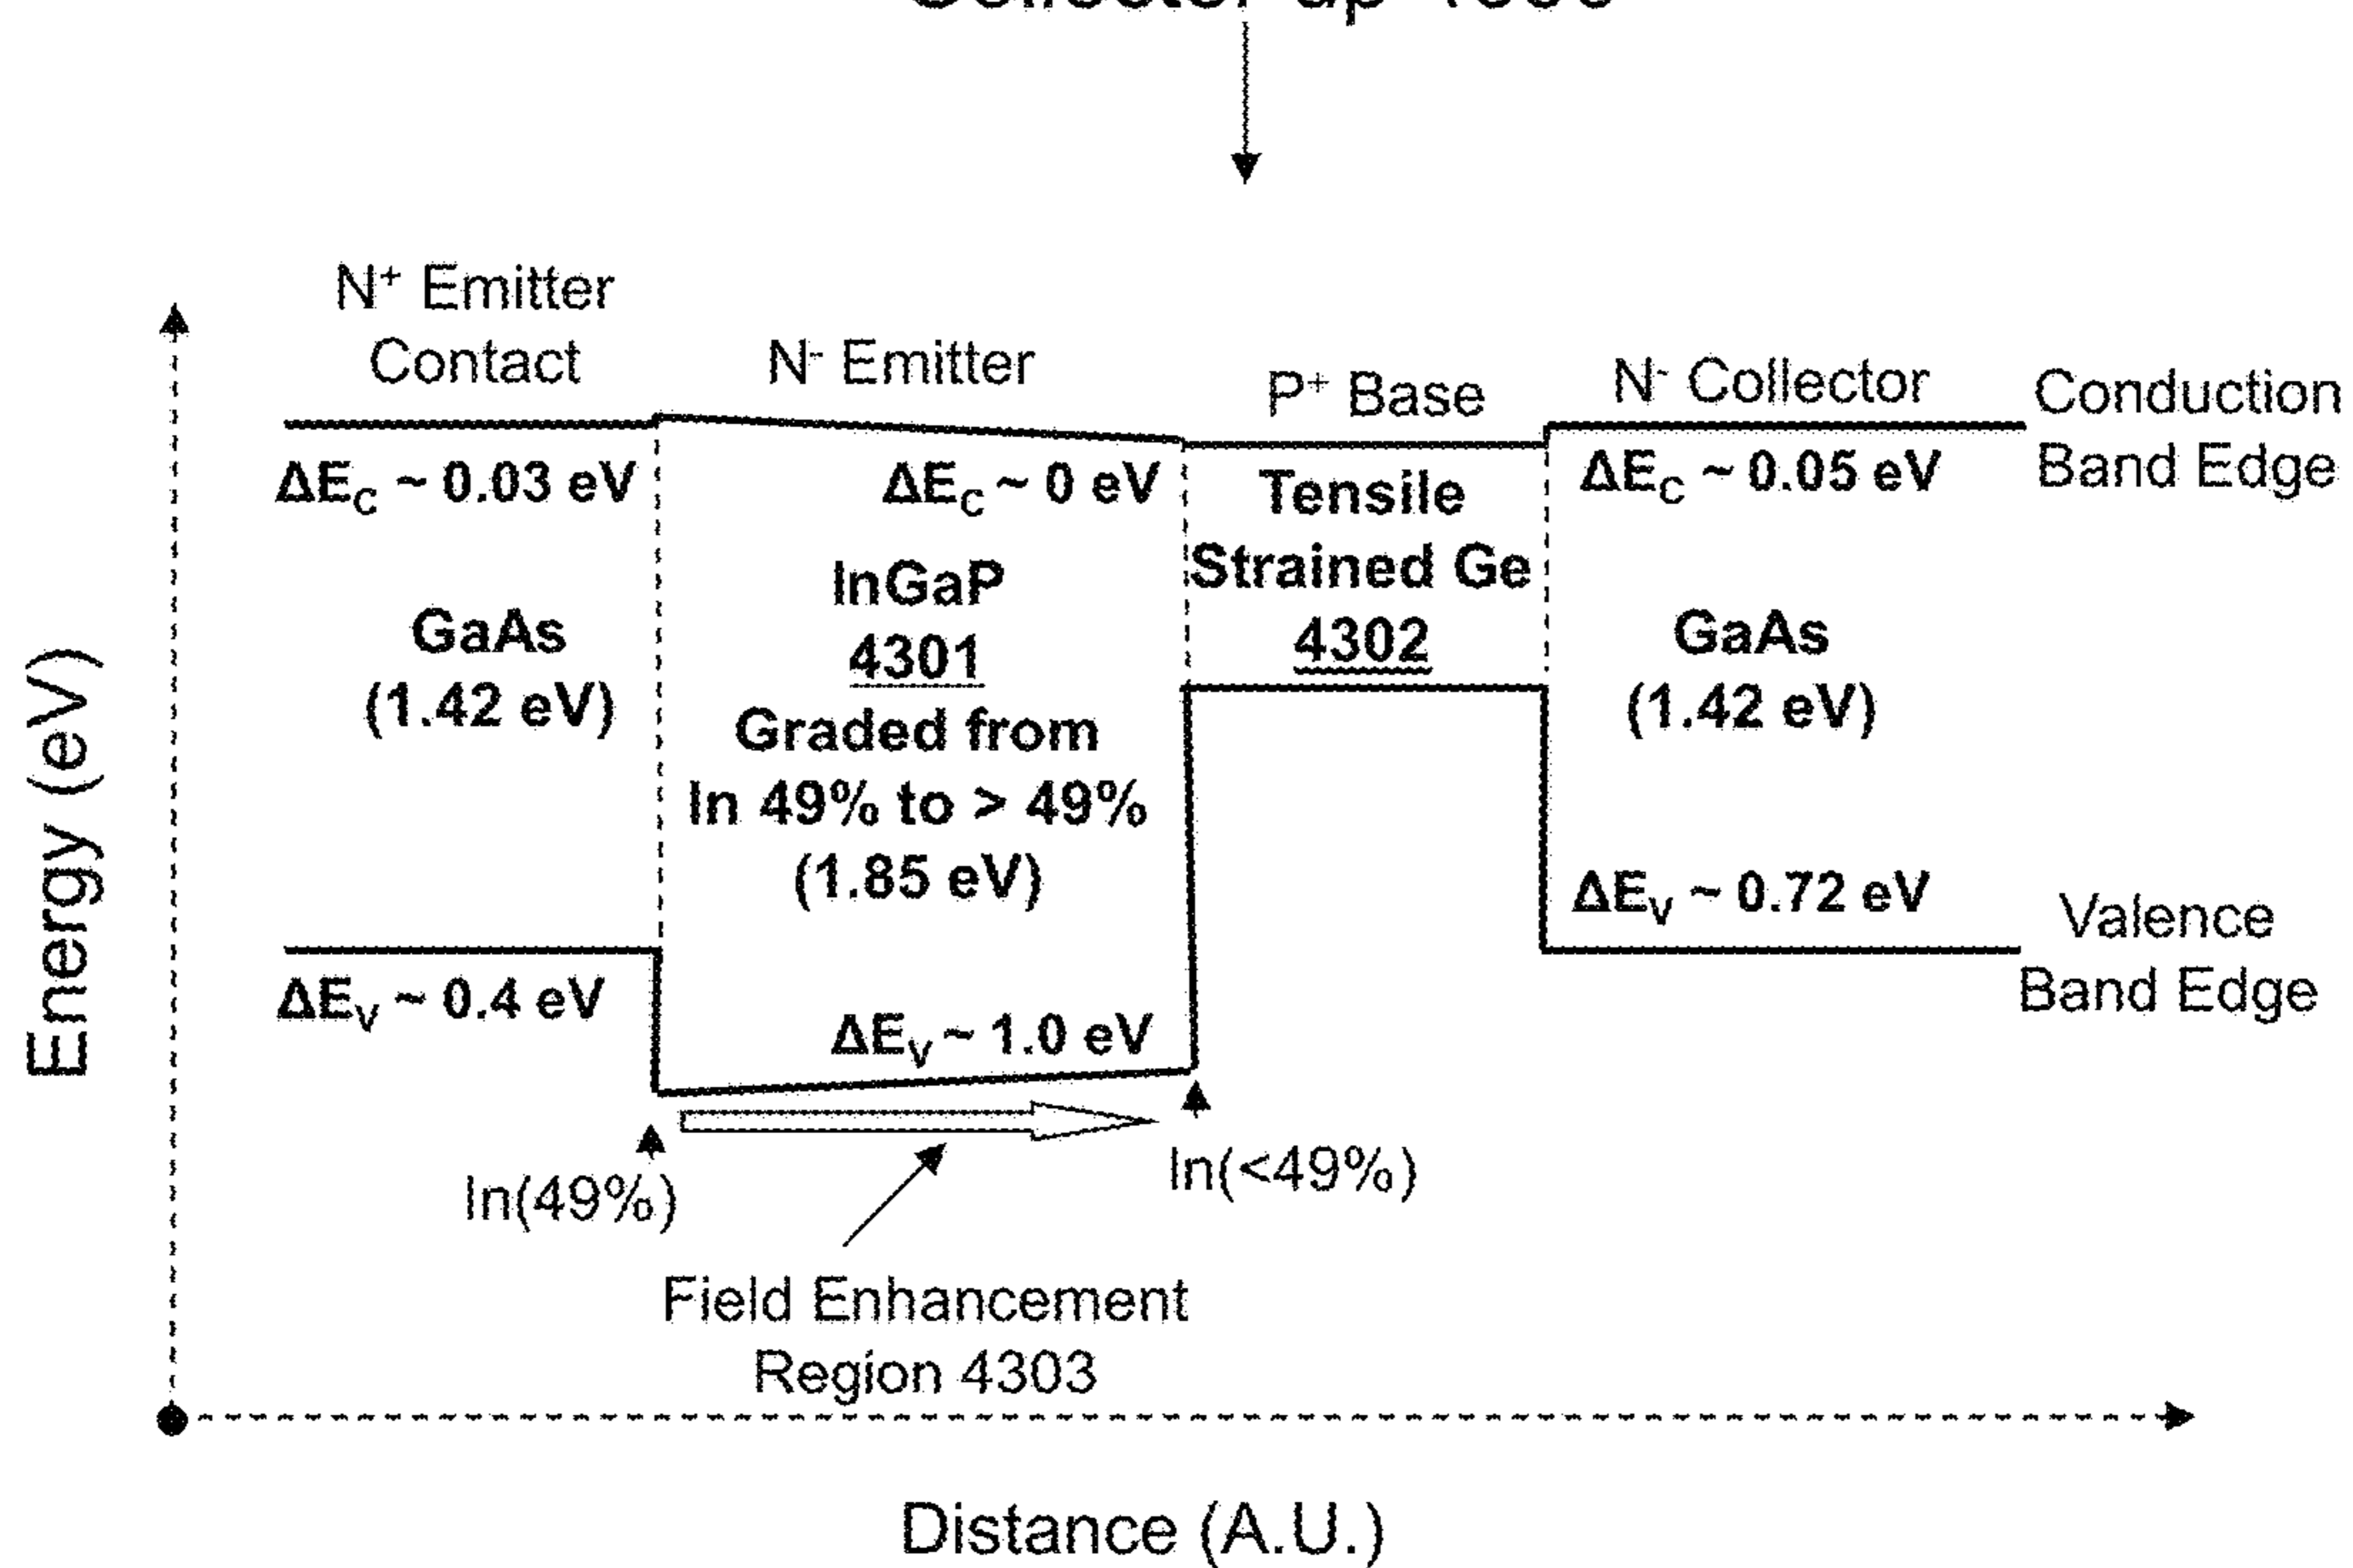 N⁺ Emitter
Contact
N⁻ Emitter
P⁺ Base
N⁻ Collector
Conduction
Band Edge
ΔE_C ~ 0.03 eV
ΔE_C ~ 0 eV
Tensile
Strained Ge
4302
ΔE_C ~ 0.05 eV
GaAs
(1.42 eV)
InGaP
4301
Graded from
In 49% to > 49%
(1.85 eV)
GaAs
(1.42 eV)
ΔE_V ~ 0.4 eV
ΔE_V ~ 1.0 eV
ΔE_V ~ 0.72 eV
Valence
Band Edge
In(49%)
In(<49%)
Field Enhancement
Region 4303
Energy (eV)
Distance (A.U.)